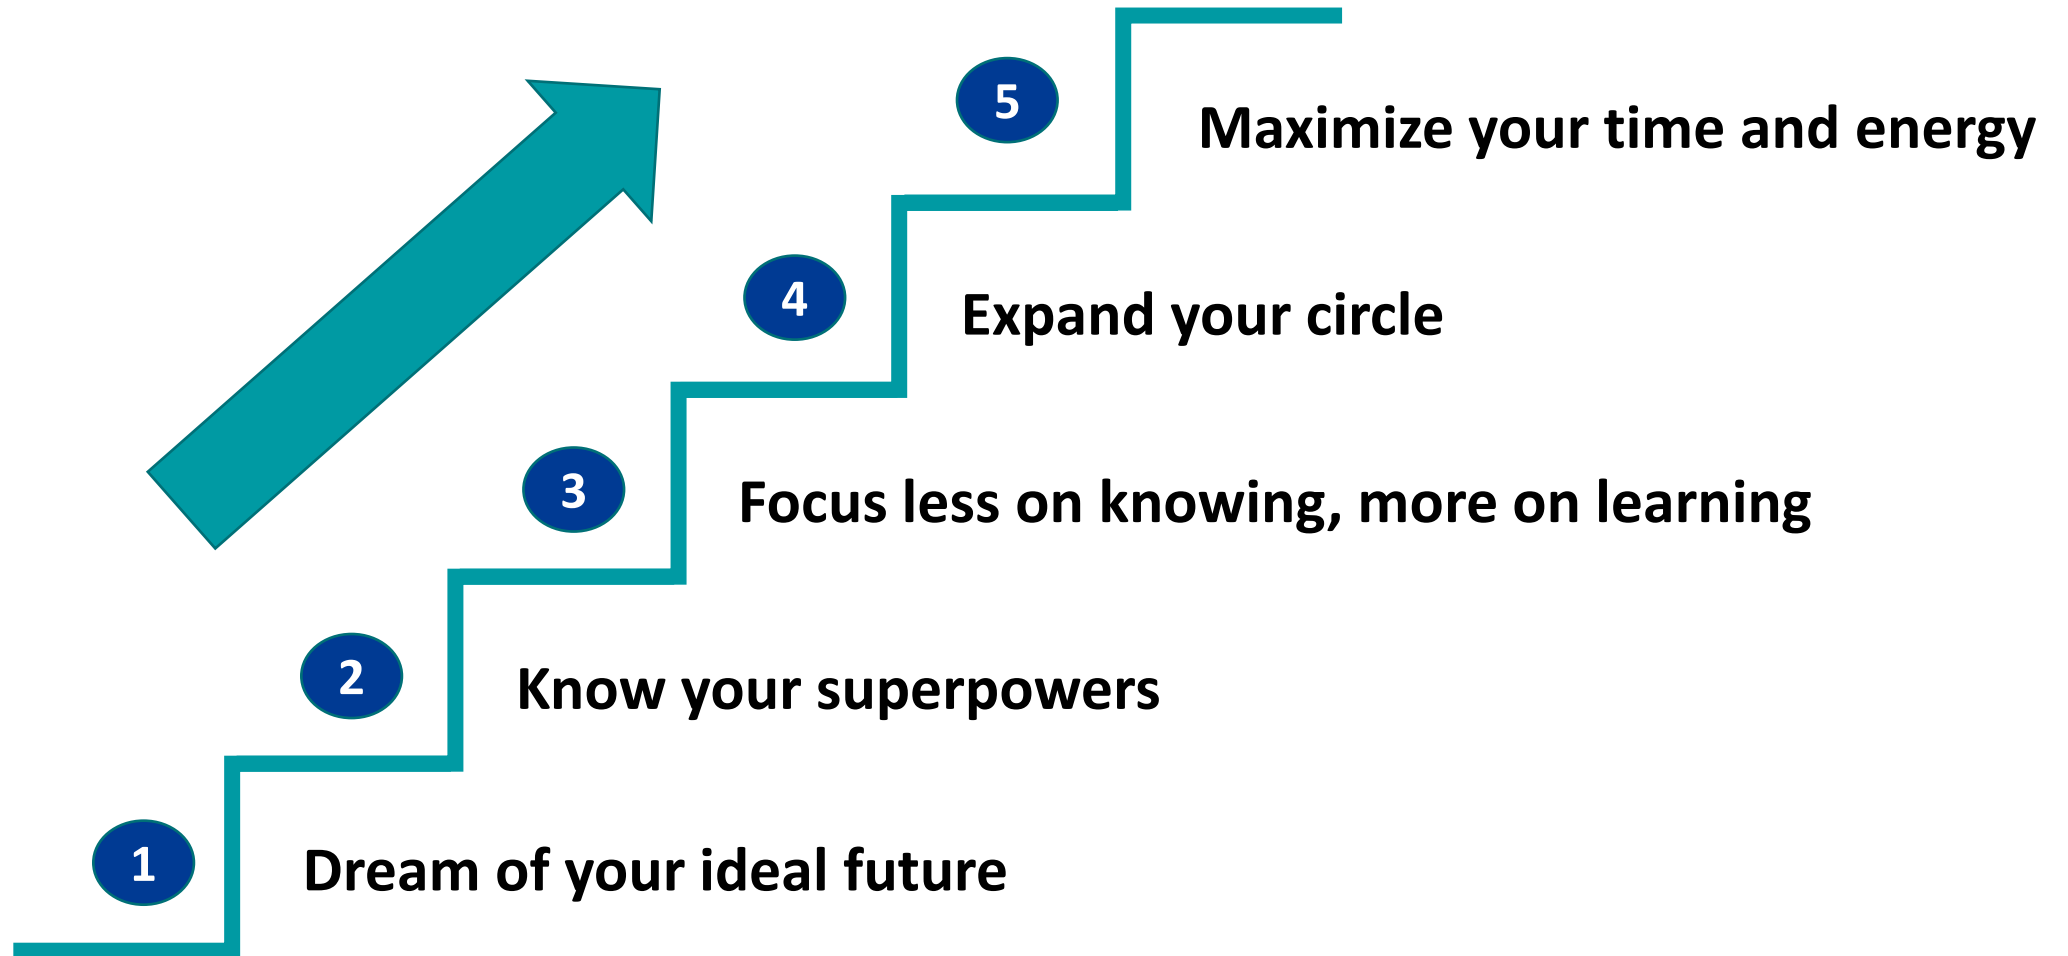 5
Maximize your time and energy
4
Expand your circle
3
Focus less on knowing, more on learning
2
Know your superpowers
1
Dream of your ideal future